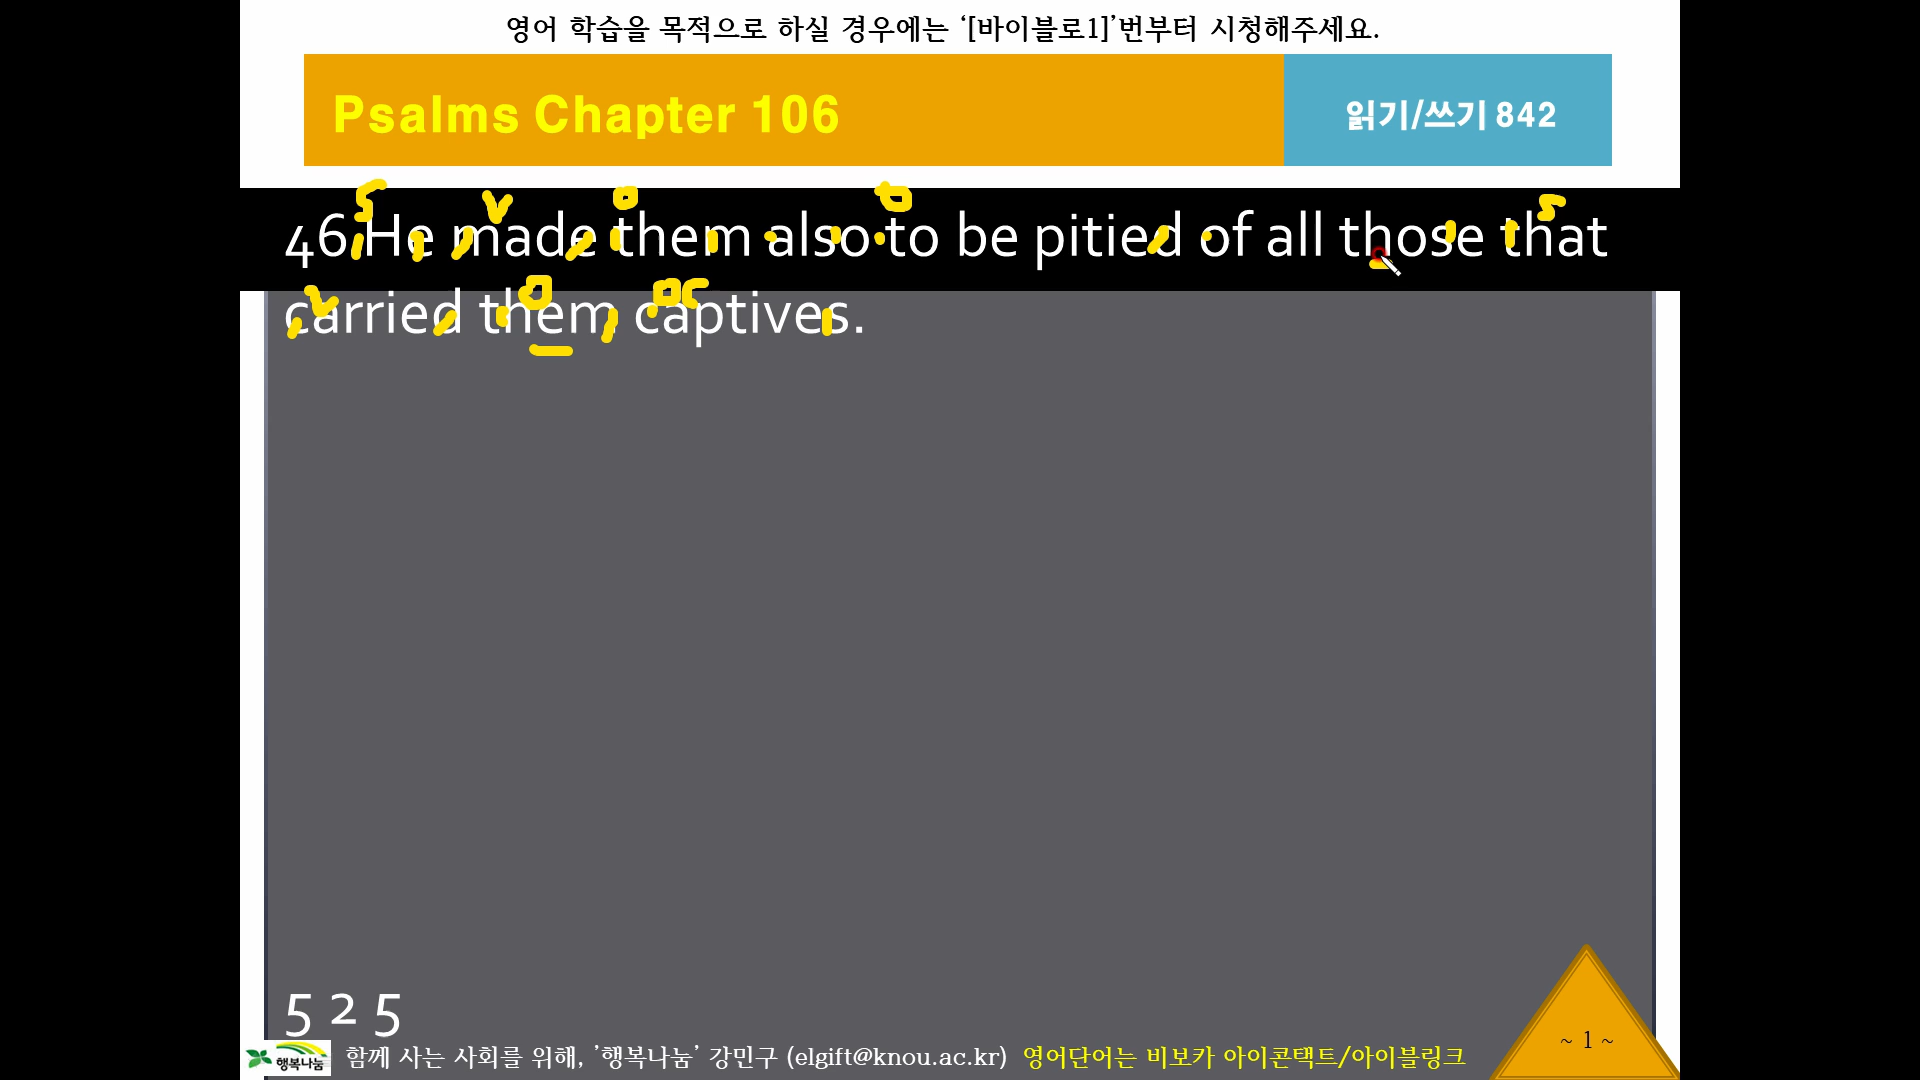 영어 학습을 목적으로 하실 경우에는 ‘[바이블로1]’번부터 시청해주세요.
Psalms Chapter 106
읽기/쓰기 842
s v o o s
46 He made them also to be pitied of all those that
v o oc
carried them captives.
5 2 5
행복나눔
함께 사는 사회를 위해, ’행복나눔’ 강민구 (elgift@knou.ac.kr) 영어단어는 비보카 아이콘택트/아이블링크
~ 1 ~